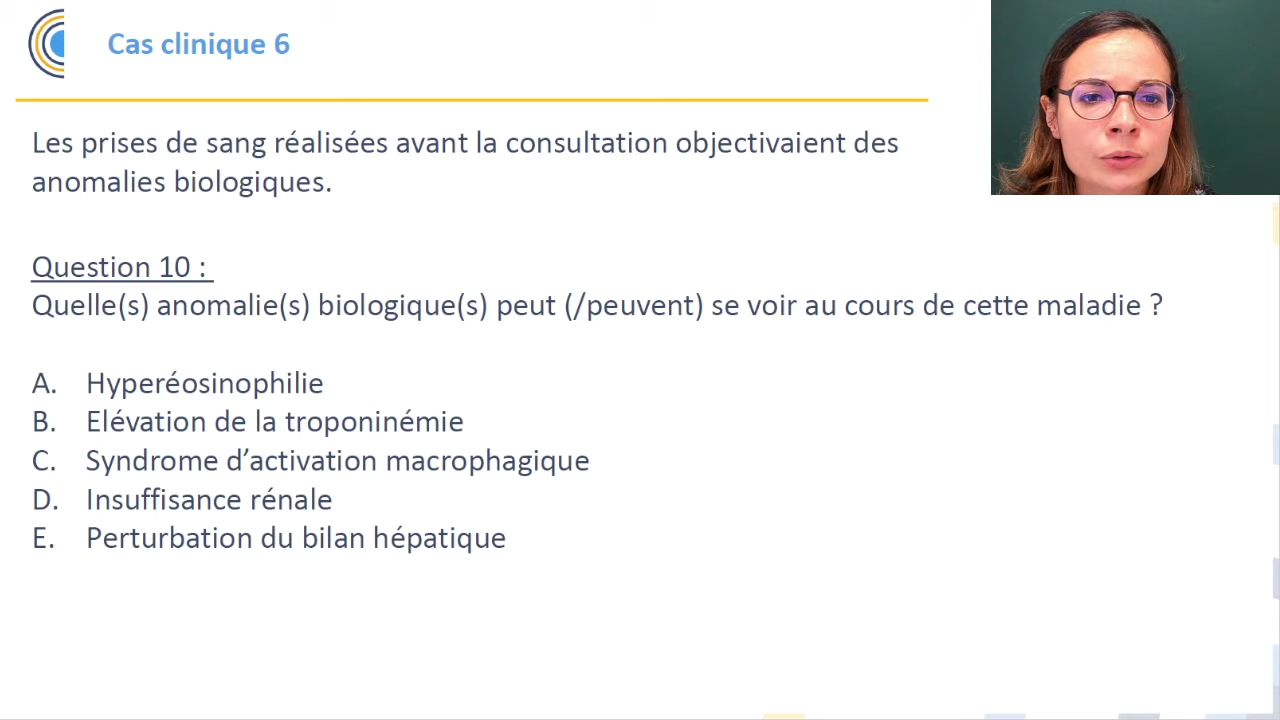 Cas clinique 6
Les prises de sang réalisées avant la consultation objectivaient des
anomalies biologiques.
Question 10 :
Quelle(s) anomalie(s) biologique(s) peut (/peuvent) se voir au cours de cette maladie ?
A. Hyperéosinophilie
B. Elévation de la troponinémie
C. Syndrome d’activation macrophagique
D. Insuffisance rénale
E. Perturbation du bilan hépatique